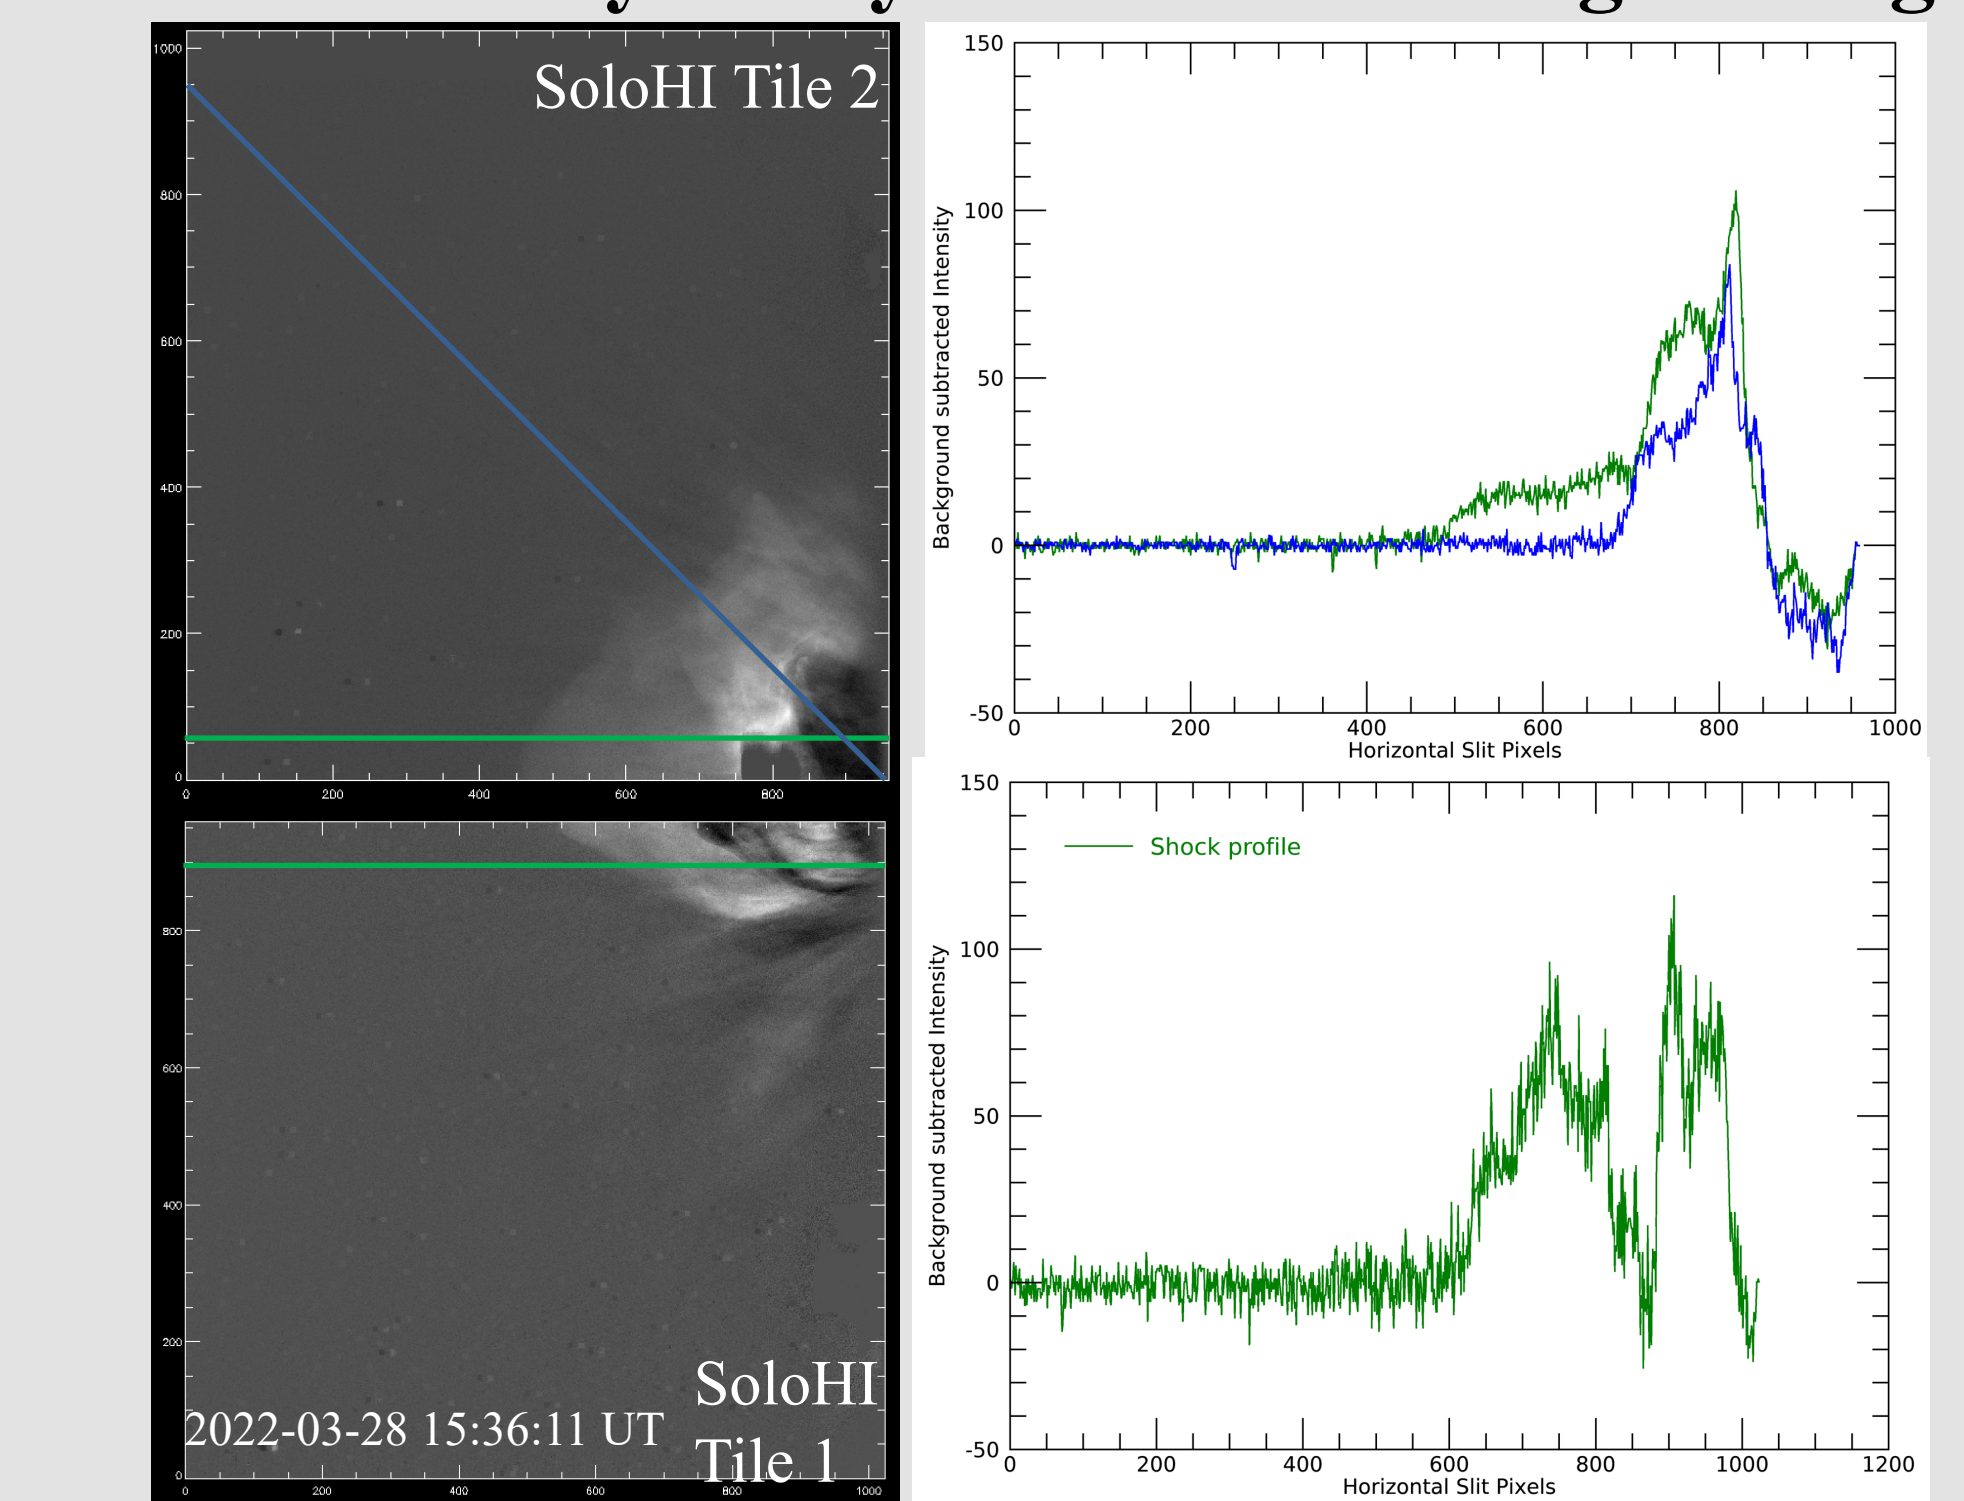 SoloHI Tile 2
1000
800
600
400
200
0
0 200 400 600 800
150
100
50
0
-50
0 200 400 600 800 1000
Background subtracted Intensity
Horizontal Slit Pixels
800
600
400
200
0
0 200 400 600 800 1000
SoloHI
Tile 1
2022-03-28 15:36:11 UT
150
100
50
0
-50
0 200 400 600 800 1000 1200
Shock profile
Background subtracted Intensity
Horizontal Slit Pixels